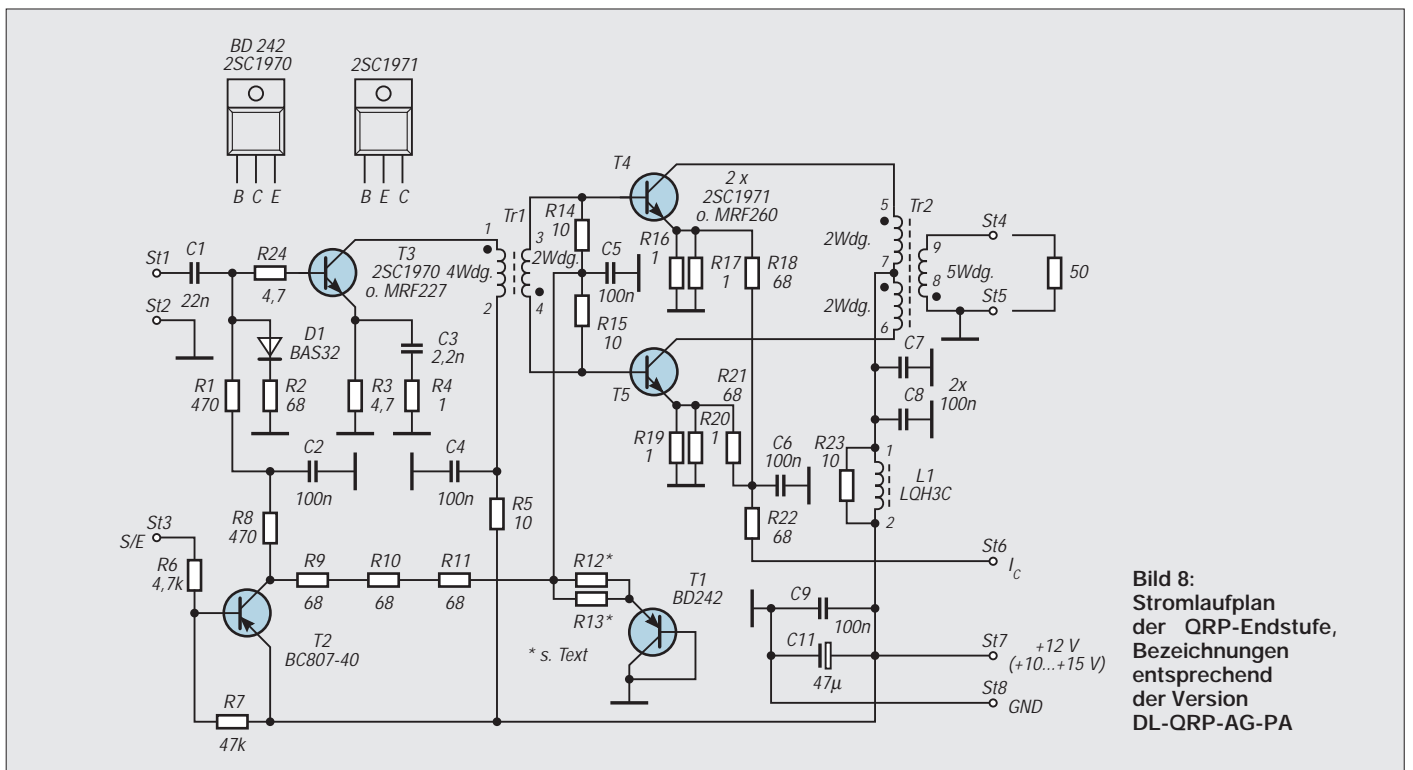 BD 242
2SC1970
2SC1971
B C E
B E C
St1
C1
22n
St2
R24
4,7
T3
2SC1970
o. MRF227
D1
BAS32
R1
470
R2
68
R3
4,7
C3
2,2n
R4
1
C2
100n
C4
100n
1
4Wdg.
2
Tr1
3
2Wdg.
4
R14
10
R15
10
C5
100n
T4
2 x
2SC1971
o. MRF260
R16
1
R17
1
R18
68
T5
R19
1
R20
1
R21
68
C6
100n
R22
68
5
2Wdg.
7
2Wdg.
6
Tr2
9
5Wdg.
8
St4
St5
50
C7
C8
2x
100n
R23
10
1
L1
LQH3C
2
St3
S/E
R6
4,7k
R8
470
R5
10
R9
68
R10
68
R11
68
R12*
R13*
* s. Text
T1
BD242
T2
BC807-40
R7
47k
St6
IC
C9
100n
C11
47µ
St7
+12 V
(+10...+15 V)
St8
GND
Bild 8:
Stromlaufplan
der QRP-Endstufe,
Bezeichnungen
entsprechend
der Version
DL-QRP-AG-PA